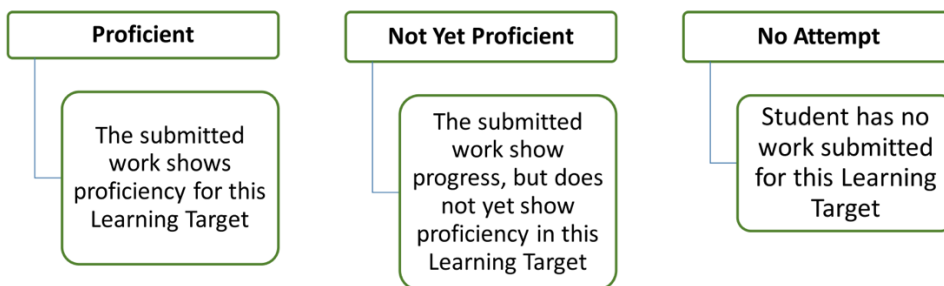 Proficient
The submitted
work shows
proficiency for this
Learning Target
Not Yet Proficient
The submitted
work show
progress, but does
not yet show
proficiency in this
Learning Target
No Attempt
Student has no
work submitted
for this Learning
Target